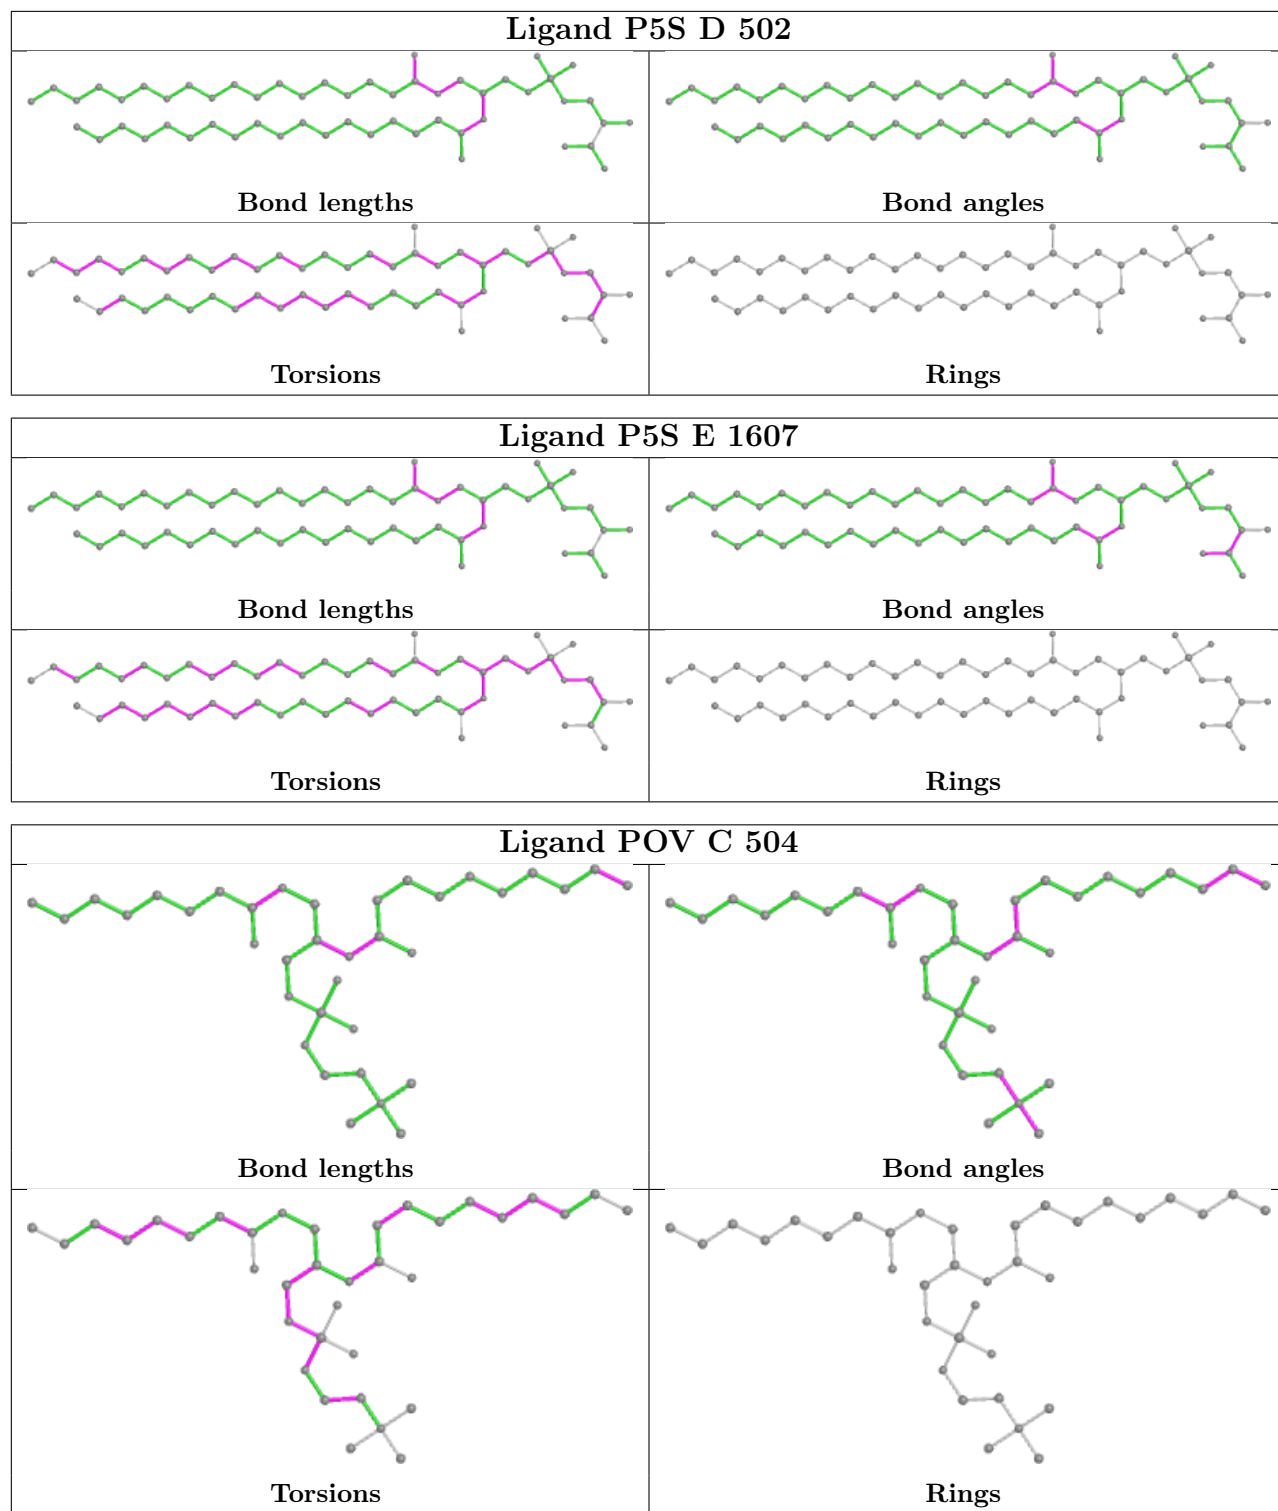 Ligand P5S D 502
Bond lengths
Bond angles
Torsions
Rings
Ligand P5S E 1607
Bond lengths
Bond angles
Torsions
Rings
Ligand POV C 504
Bond lengths
Bond angles
Torsions
Rings